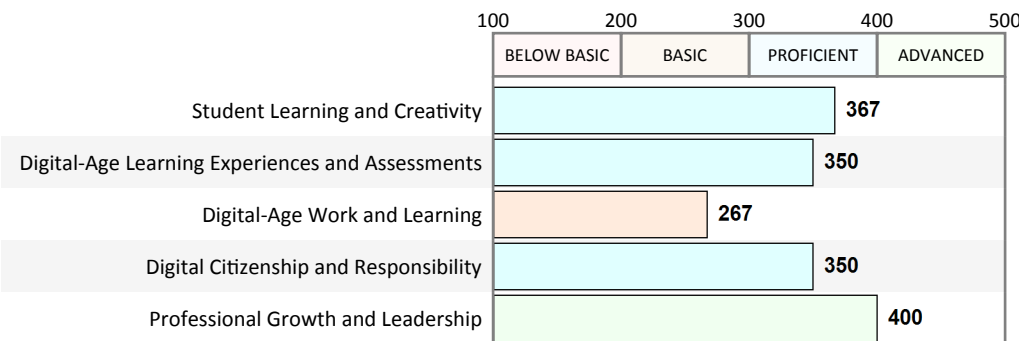 100 200 300 400 500
BELOW BASIC BASIC PROFICIENT ADVANCED
Student Learning and Creativity 367
Digital-Age Learning Experiences and Assessments 350
Digital-Age Work and Learning 267
Digital Citizenship and Responsibility 350
Professional Growth and Leadership 400